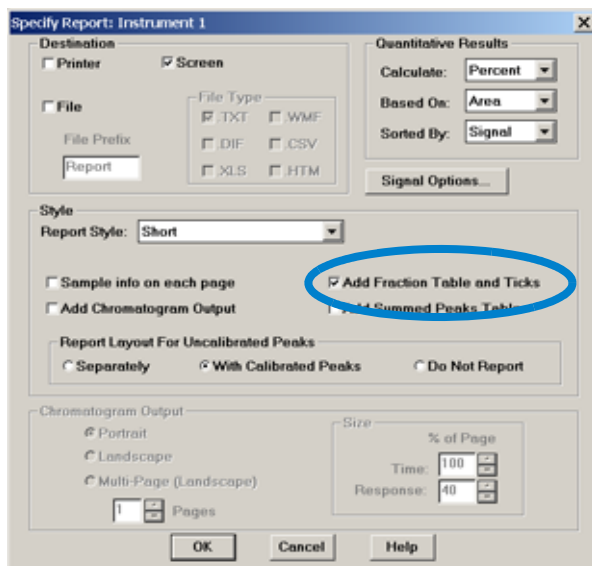 Specify Report: Instrument 1
Destination
Printer
Screen
File
File Type
.TXT
.WMF
File Prefix
.DIF
.CSV
Report
.XLS
.HTM
Quantitative Results
Calculate: Percent
Based On: Area
Sorted By: Signal
Signal Options...
Style
Report Style: Short
Sample info on each page
Add Fraction Table and Ticks
Add Chromatogram Output
Add Summed Peaks Table
Report Layout For Uncalibrated Peaks
Separately
With Calibrated Peaks
Do Not Report
Chromatogram Output
Portrait
Landscape
Multi-Page (Landscape)
1 Pages
Size
% of Page
Time: 100
Response: 40
OK
Cancel
Help